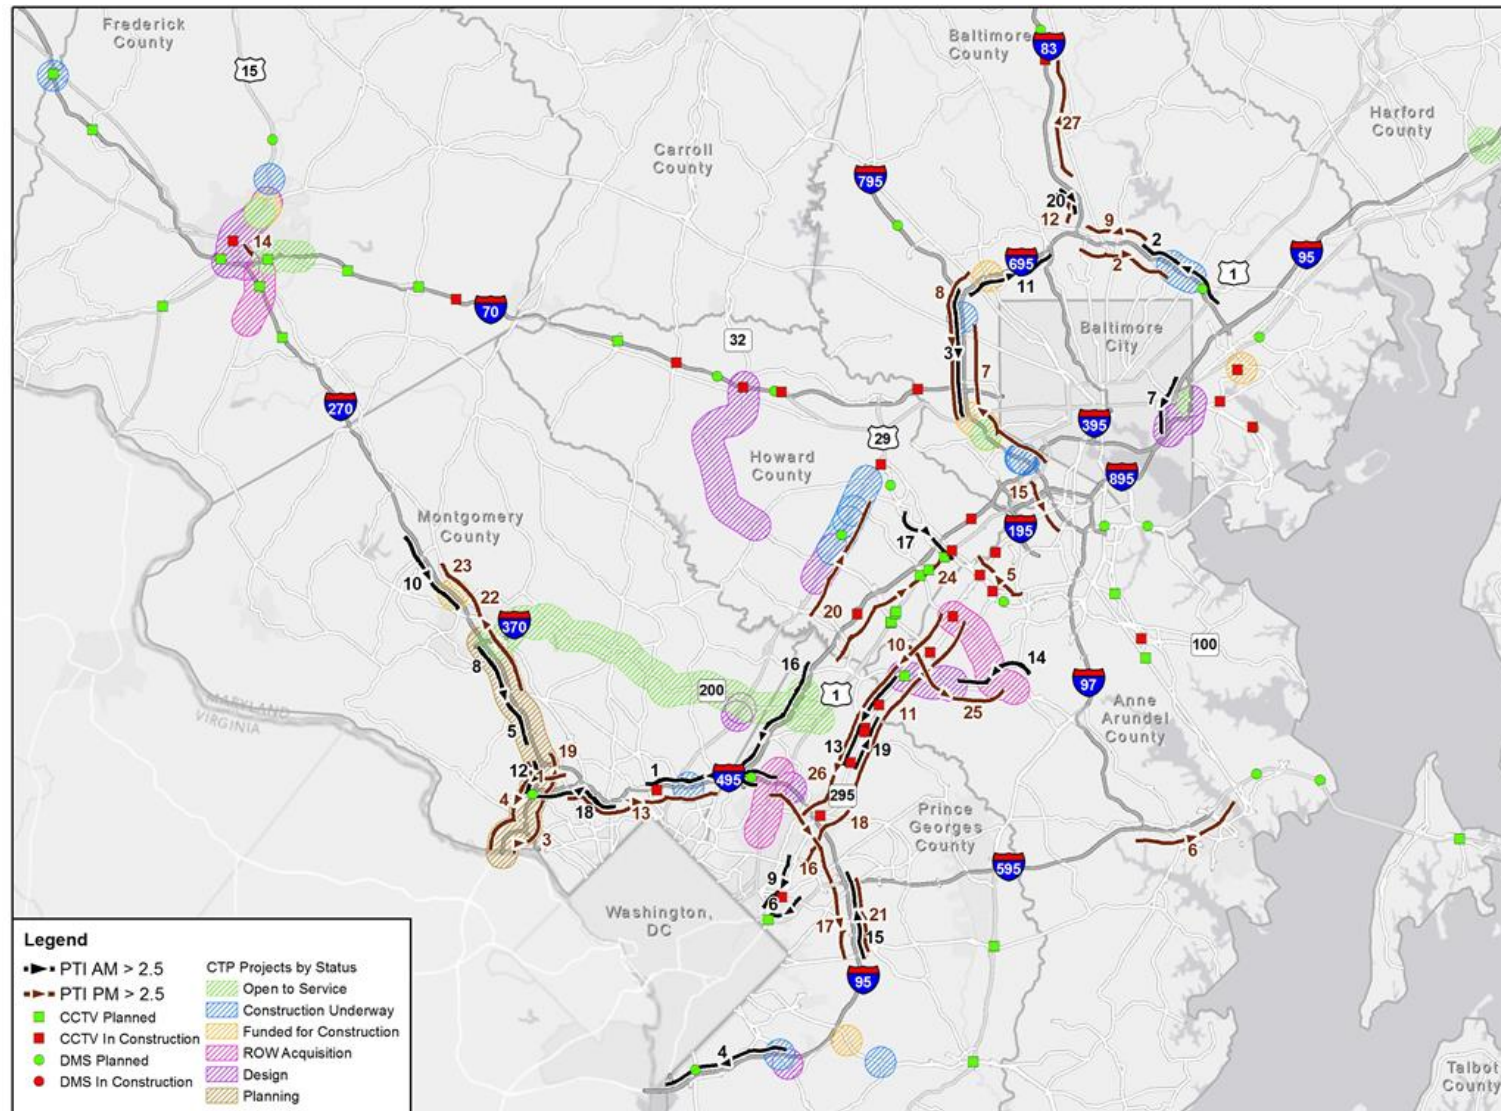 Frederick
County
15
Baltimore
County
83
Harford
County
27
Carroll
County
795
20
12
9
2
95
1
2
695
11
8
14
70
32
Baltimore
City
3
7
7
270
395
29
Howard
County
895
15
195
Montgomery
County
17
23
10
22
24
5
20
370
8
10
14
100
16
200
1
97
25
11
Anne
Arundel
County
MARYLAND
VIRGINIA
5
13
19
19
12
1
1
495
26
4
18
13
295
18
Prince
Georges
County
3
6
16
595
9
6
Washington,
DC
17
21
15
95
4
Talbot
County
Legend
PTI AM > 2.5
PTI PM > 2.5
CCTV Planned
CCTV In Construction
DMS Planned
DMS In Construction
CTP Projects by Status
Open to Service
Construction Underway
Funded for Construction
ROW Acquisition
Design
Planning